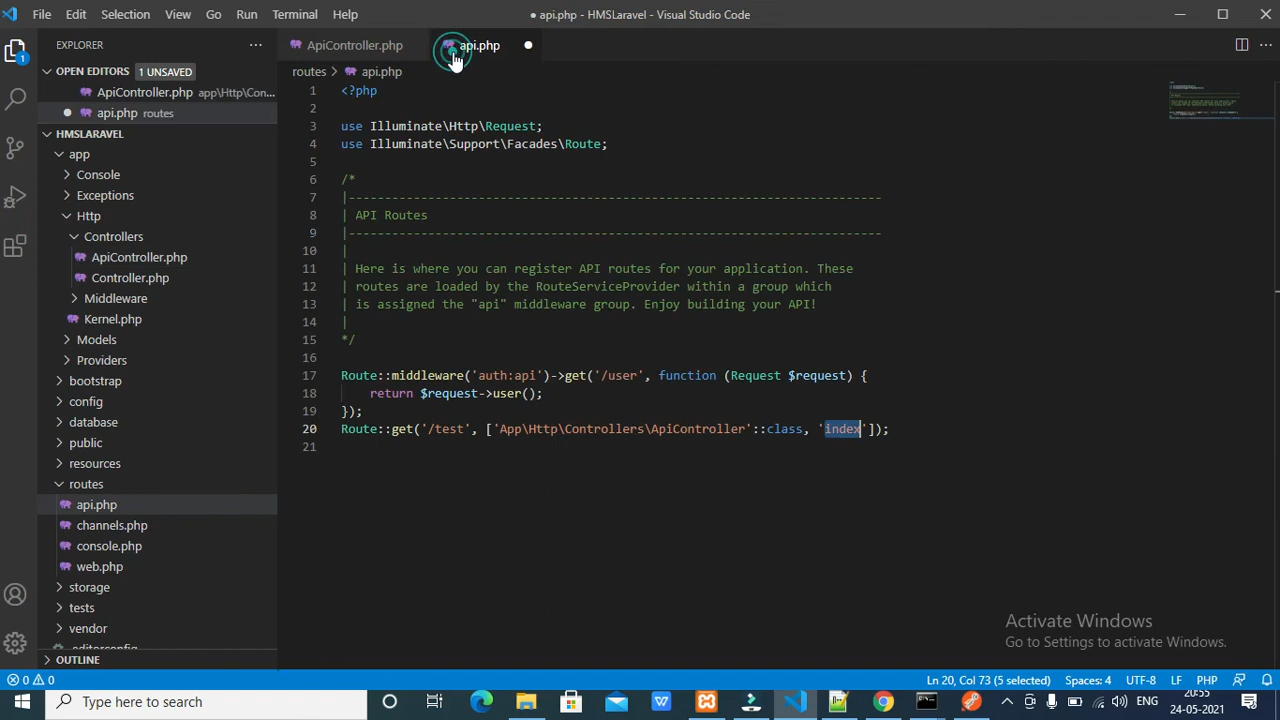 File Edit Selection View Go Run Terminal Help
● api.php - HMSLaravel - Visual Studio Code
EXPLORER
OPEN EDITORS 1 UNSAVED
ApiController.php app\Http\Con...
api.php routes
HMSLARAVEL
app
Console
Exceptions
Http
Controllers
ApiController.php
Controller.php
Middleware
Kernel.php
Models
Providers
bootstrap
config
database
public
resources
routes
api.php
channels.php
console.php
web.php
storage
tests
vendor
.editorconfig
OUTLINE
1
ApiController.php api.php
routes > api.php
1 <?php
2
3 use Illuminate\Http\Request;
4 use Illuminate\Support\Facades\Route;
5
6 /*
7 |--------------------------------------------------------------------------
8 | API Routes
9 |--------------------------------------------------------------------------
10 |
11 | Here is where you can register API routes for your application. These
12 | routes are loaded by the RouteServiceProvider within a group which
13 | is assigned the "api" middleware group. Enjoy building your API!
14 |
15 */
16
17 Route::middleware('auth:api')->get('/user', function (Request $request) {
18 return $request->user();
19 });
20 Route::get('/test', ['App\Http\Controllers\ApiController'::class, 'index']);
21
Activate Windows
Go to Settings to activate Windows.
0 0
Ln 20, Col 73 (5 selected) Spaces: 4 UTF-8 LF PHP
Type here to search
ENG
20:55
24-05-2021